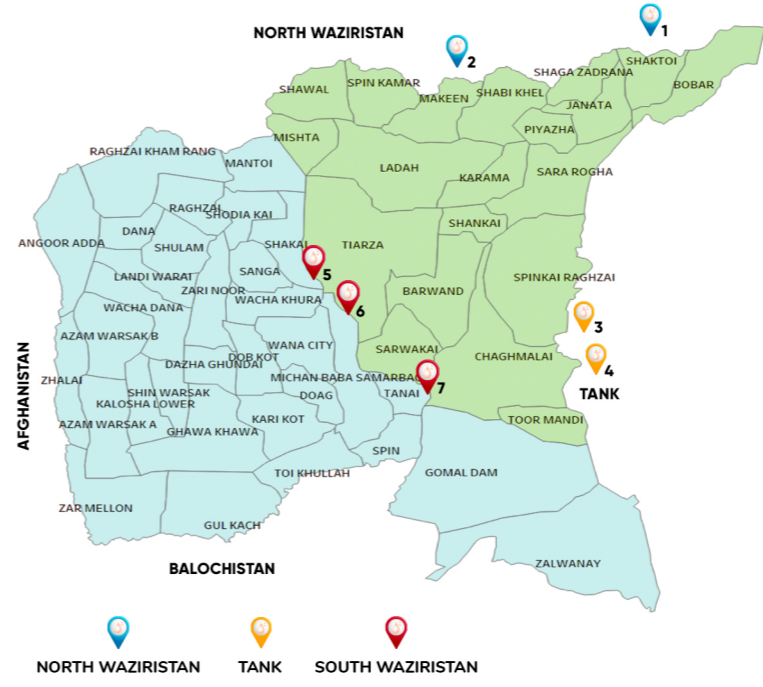 NORTH WAZIRISTAN
1
2
SHAKTOI
SHAGA ZADRANA
BOBAR
SPIN KAMAR
SHAWAL
MAKEEN
SHABI KHEL
JANATA
PIYAZHA
MISHTA
RAGHZAI KHAM RANG
MANTOI
LADAH
KARAMA
SARA ROGHA
RAGHZAI
SHODIA KAI
SHANKAI
DANA
ANGOOR ADDA
SHULAM
SHAKAI
TIARZA
LANDI WARAI
SANGA
5
SPINKAI RAGHZAI
ZARI NOOR
WACHA KHURA
BARWAND
WACHA DANA
6
3
AZAM WARSAK B
WANA CITY
SARWAKAI
CHAGHMALAI
DOB KOT
DAZHA GHUNDAI
4
AFGHANISTAN
ZHALAI
MICHAN BABA SAMARBAG
7
TANK
SHIN WARSAK
DOAG
TANAI
KALOSHA LOWER
KARI KOT
TOOR MANDI
AZAM WARSAK A
GHAWA KHAWA
SPIN
TOI KHULLAH
GOMAL DAM
ZAR MELLON
GUL KACH
ZALWANAY
BALOCHISTAN
NORTH WAZIRISTAN
TANK
SOUTH WAZIRISTAN